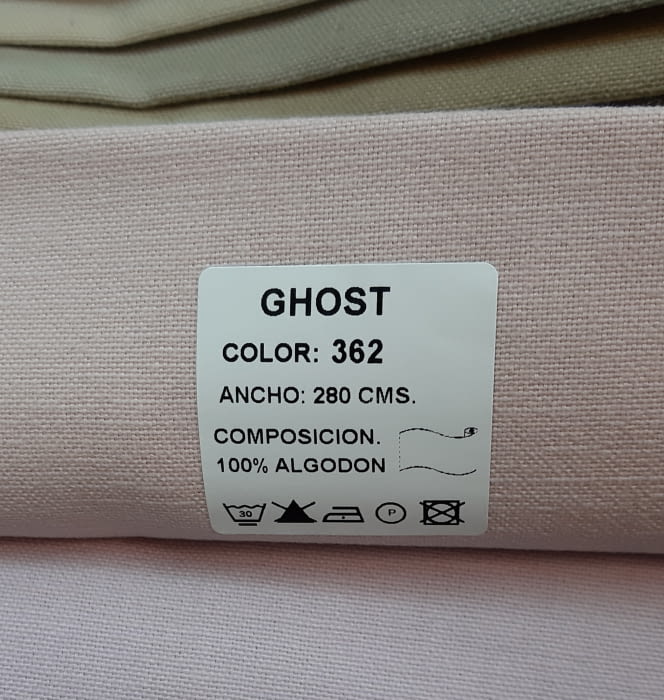 GHOST
COLOR: 362
ANCHO: 280 CMS.
COMPOSICION.
100% ALGODON
30 P